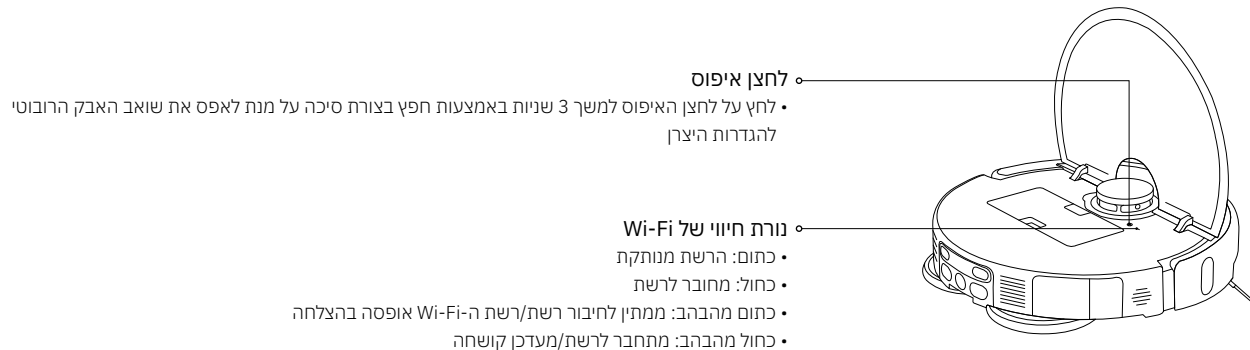 לחצן איפוס
• לחץ על לחצן האיפוס למשך 3 שניות באמצעות חפץ בצורת סיכה על מנת לאפס את שואב האבק הרובוטי
להגדרות היצרן
נורת חיווי של Wi-Fi
• כתום: הרשת מנותקת
• כחול: מחובר לרשת
• כתום מהבהב: ממתין לחיבור רשת/רשת ה-Wi-Fi אופסה בהצלחה
• כחול מהבהב: מתחבר לרשת/מעדכן קושחה